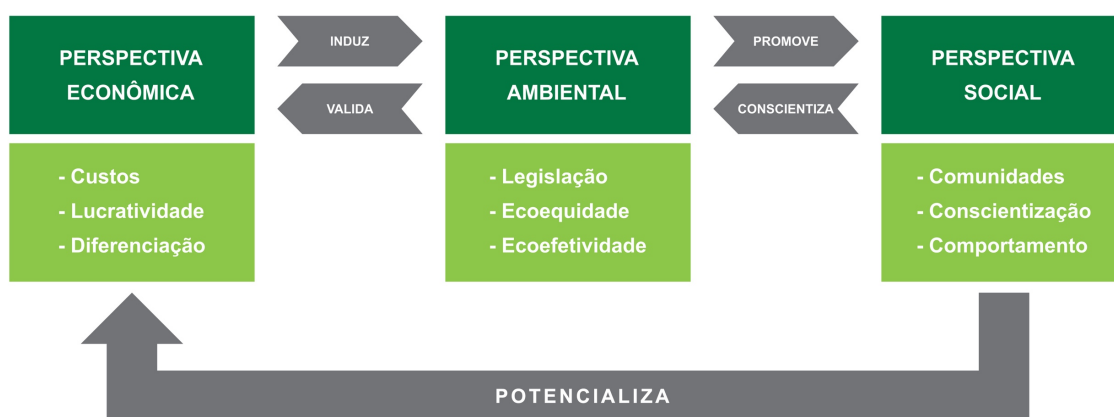 PERSPECTIVA
ECONÔMICA
INDUZ
VALIDA
PERSPECTIVA
AMBIENTAL
PROMOVE
CONSCIENTIZA
PERSPECTIVA
SOCIAL
- Custos
- Lucratividade
- Diferenciação
- Legislação
- Ecoequidade
- Ecoefetividade
- Comunidades
- Conscientização
- Comportamento
POTENCIALIZA